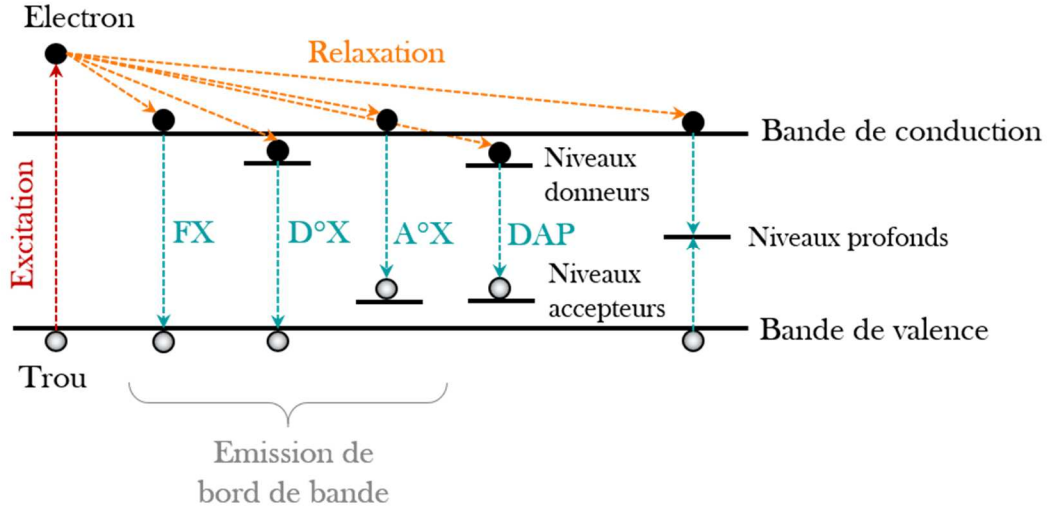 Electron
Relaxation
Bande de conduction
Niveaux
donneurs
Excitation
FX
D°X
A°X
DAP
Niveaux profonds
Niveaux
accepteurs
Bande de valence
Trou
Emission de
bord de bande